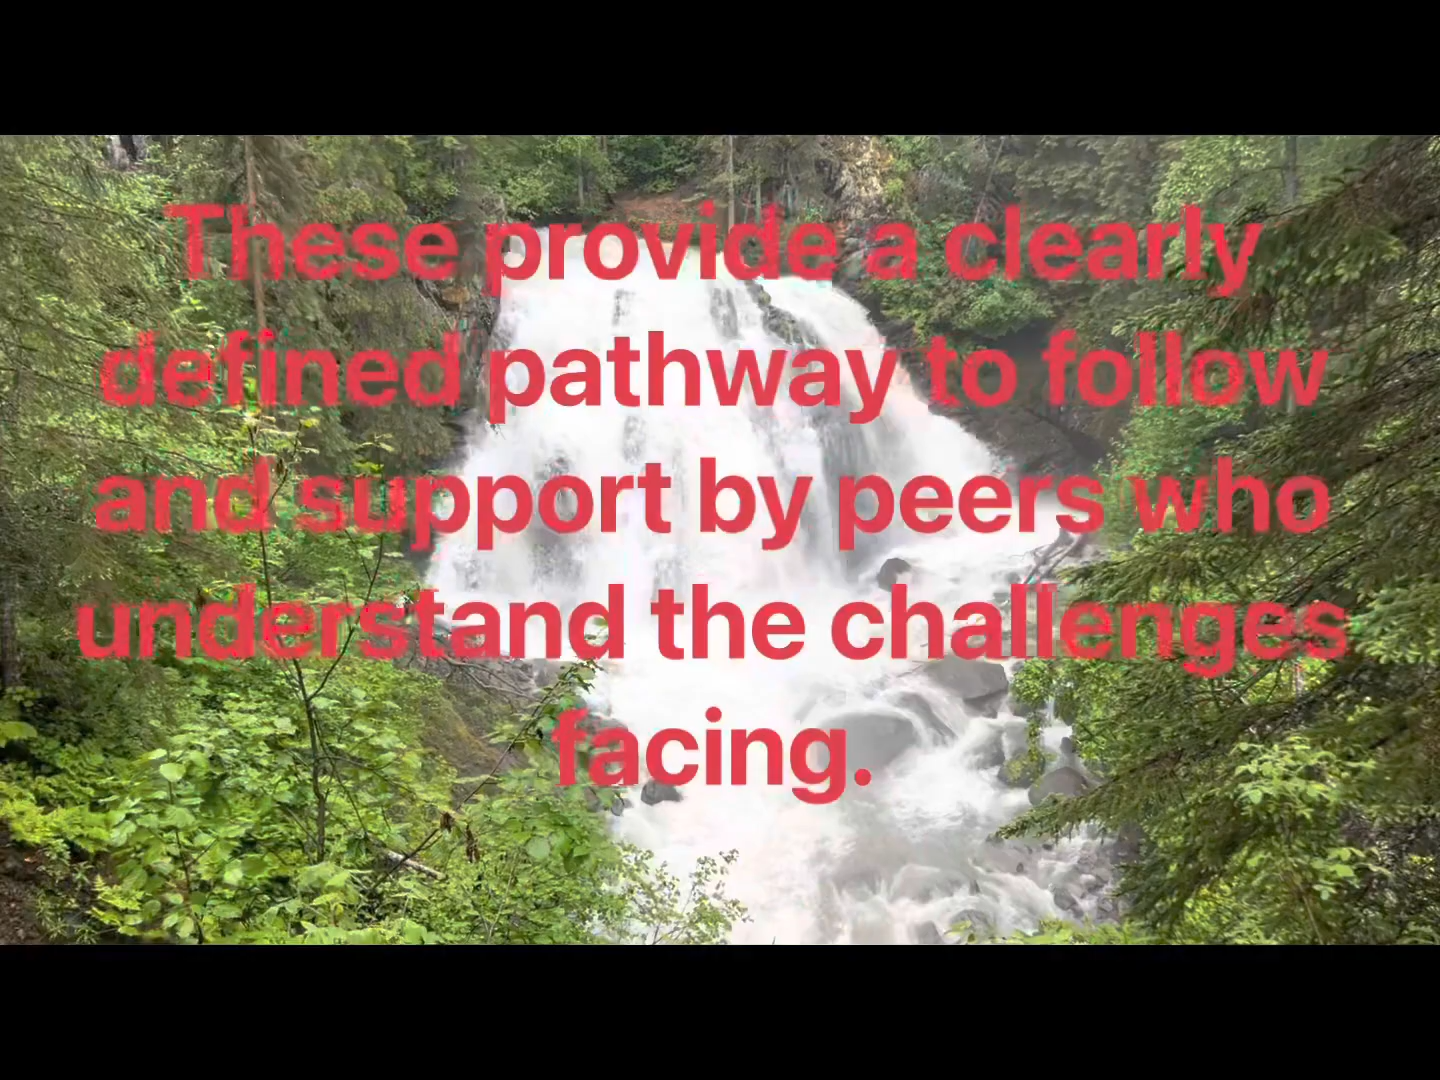 These provide a clearly
defined pathway to follow
and support by peers who
understand the challenges
facing.